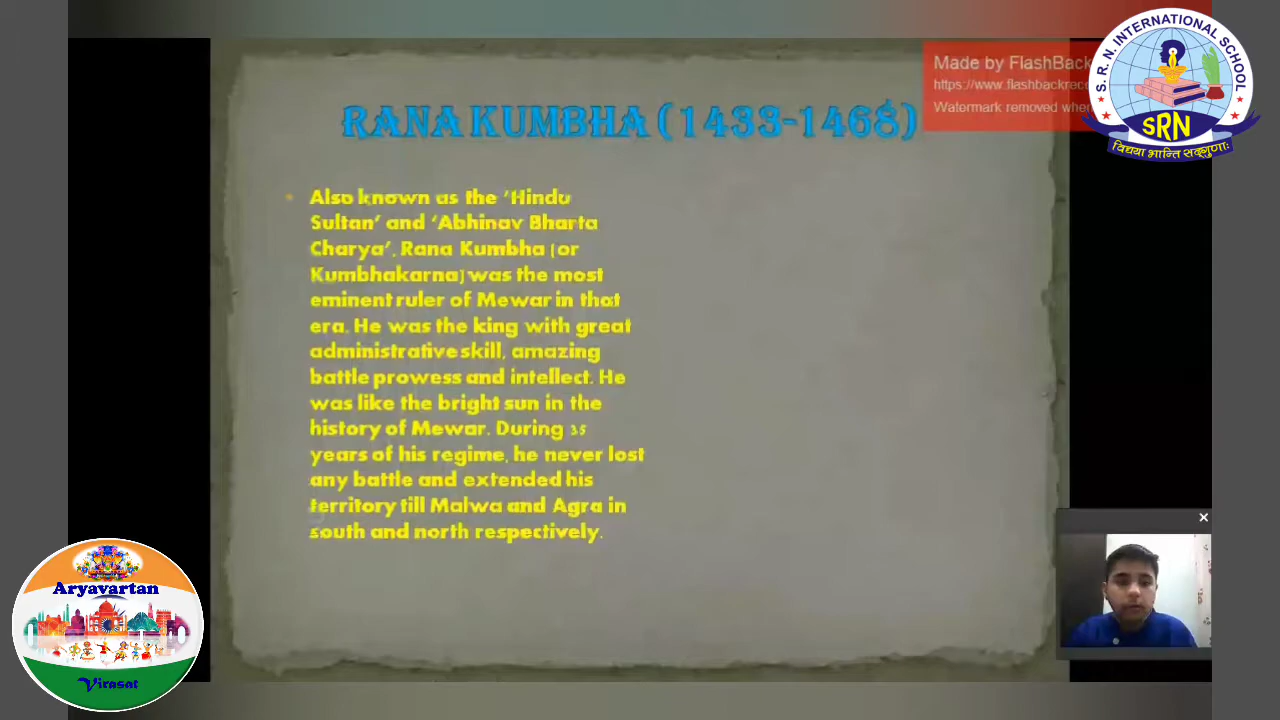 RANA KUMBHA (1433-1468)
Also known as the 'Hindu
Sultan' and 'Abhinav Bharta
Charya', Rana Kumbha (or
Kumbhakarna) was the most
eminent ruler of Mewar in that
era. He was the king with great
administrative skill, amazing
battle prowess and intellect. He
was like the bright sun in the
history of Mewar. During 35
years of his regime, he never lost
any battle and extended his
territory till Malwa and Agra in
south and north respectively.
Made by FlashBack
https://www.flashbackreco
Watermark removed whe
S. R. N. INTERNATIONAL SCHOOL
SRN
विद्यया भान्ति सद्गुणाः
Aryavartan
Virasat